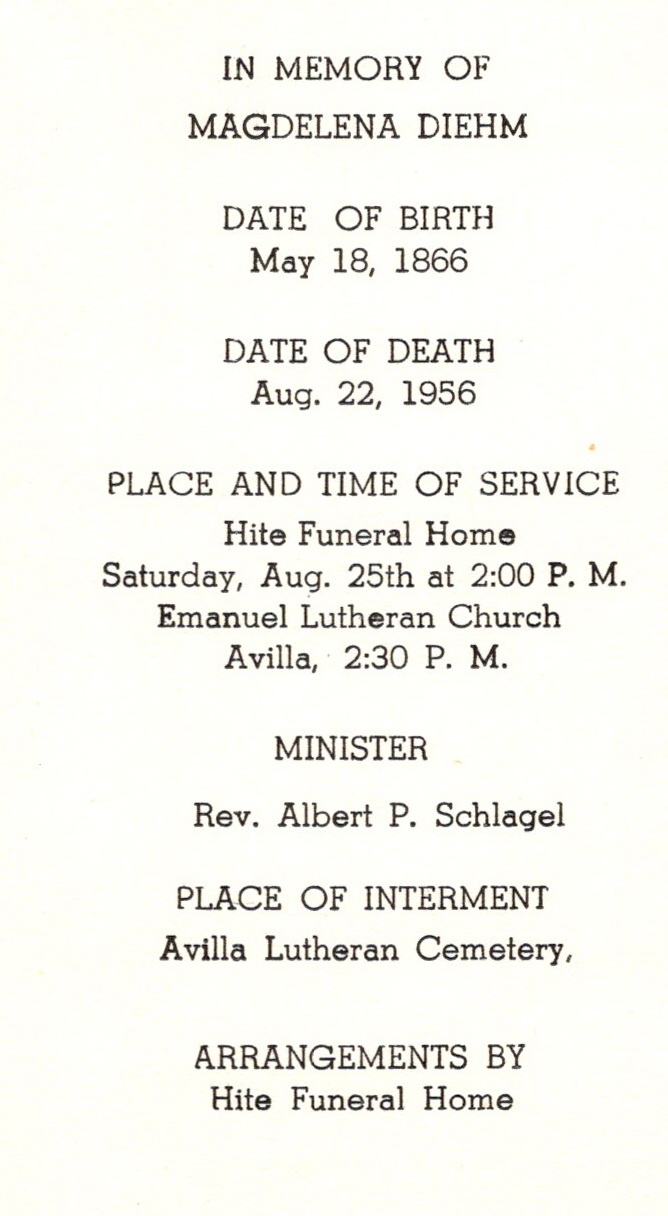 IN MEMORY OF
MAGDELENA DIEHM
DATE OF BIRTH
May 18, 1866
DATE OF DEATH
Aug. 22, 1956
PLACE AND TIME OF SERVICE
Hite Funeral Home
Saturday, Aug. 25th at 2:00 P. M.
Emanuel Lutheran Church
Avilla, 2:30 P. M.
MINISTER
Rev. Albert P. Schlagel
PLACE OF INTERMENT
Avilla Lutheran Cemetery,
ARRANGEMENTS BY
Hite Funeral Home